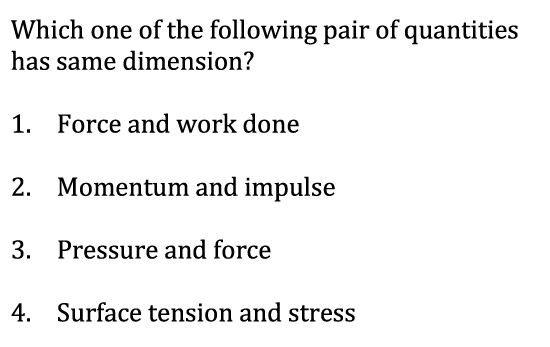 Which one of the following pair of quantities
has same dimension?
1. Force and work done
2. Momentum and impulse
3. Pressure and force
4. Surface tension and stress